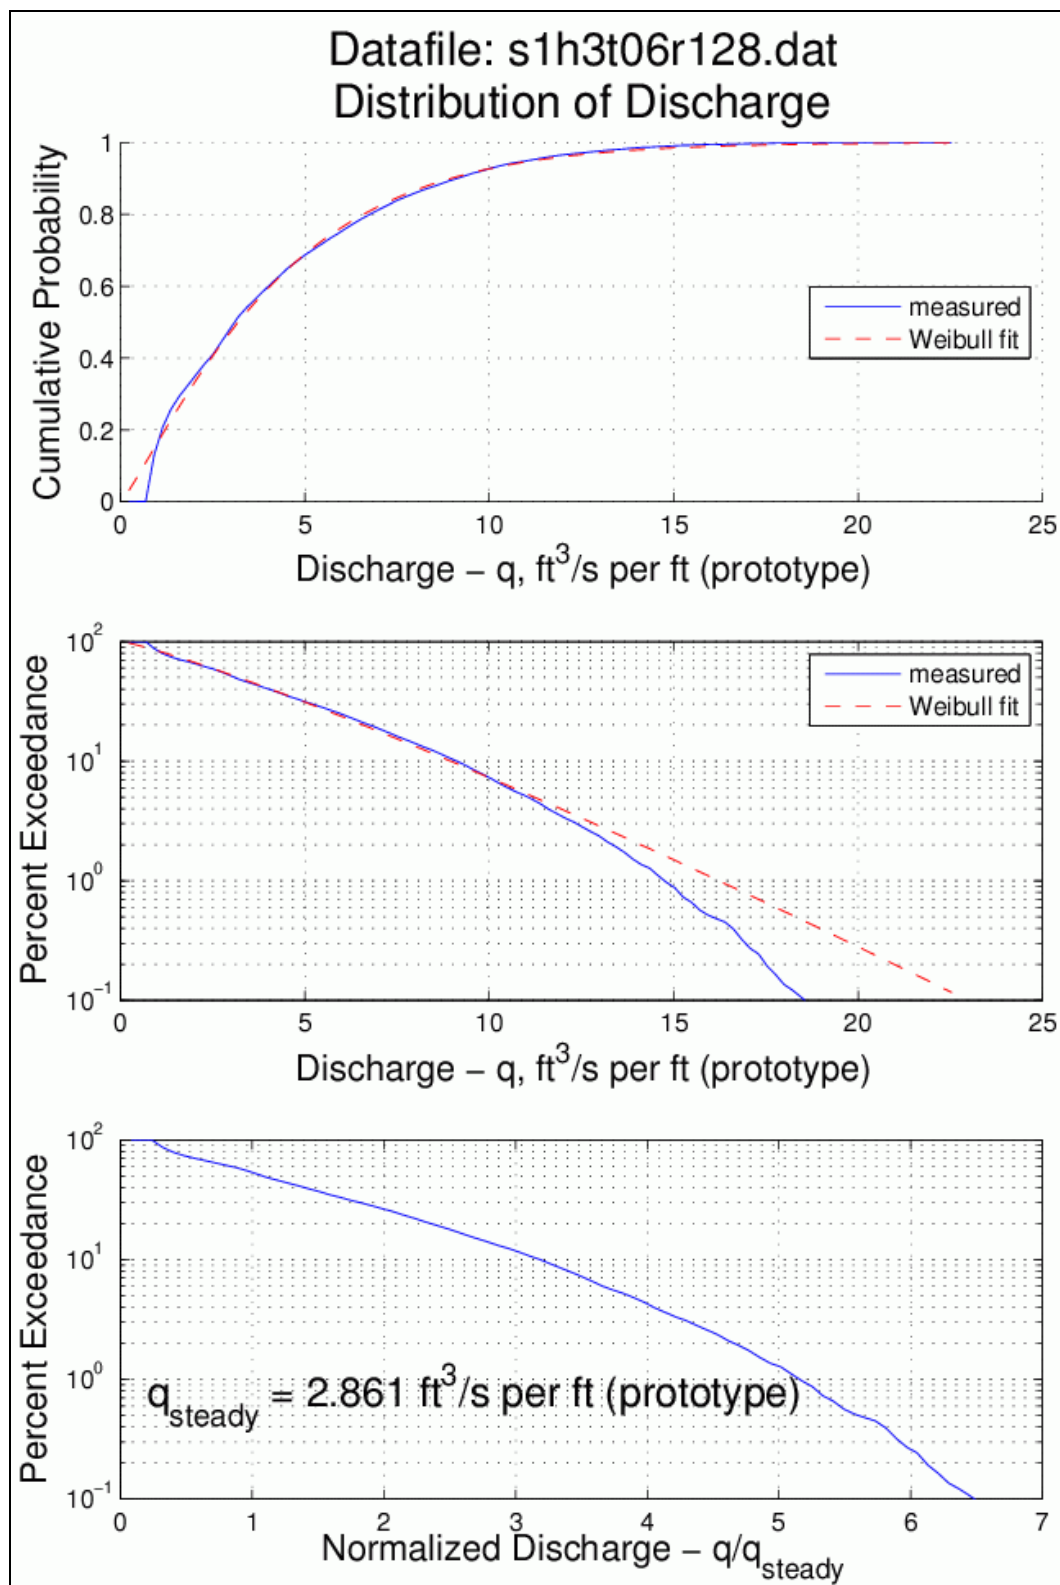 Datafile: s1h3t06r128.dat
Distribution of Discharge
Cumulative Probability
1
0.8
0.6
0.4
0.2
0
measured
Weibull fit
0 5 10 15 20 25
Discharge – q, ft³/s per ft (prototype)
Percent Exceedance
10²
10¹
10⁰
10⁻¹
measured
Weibull fit
0 5 10 15 20 25
Discharge – q, ft³/s per ft (prototype)
Percent Exceedance
10²
10¹
10⁰
10⁻¹
q_steady = 2.861 ft³/s per ft (prototype)
0 1 2 3 4 5 6 7
Normalized Discharge – q/q_steady